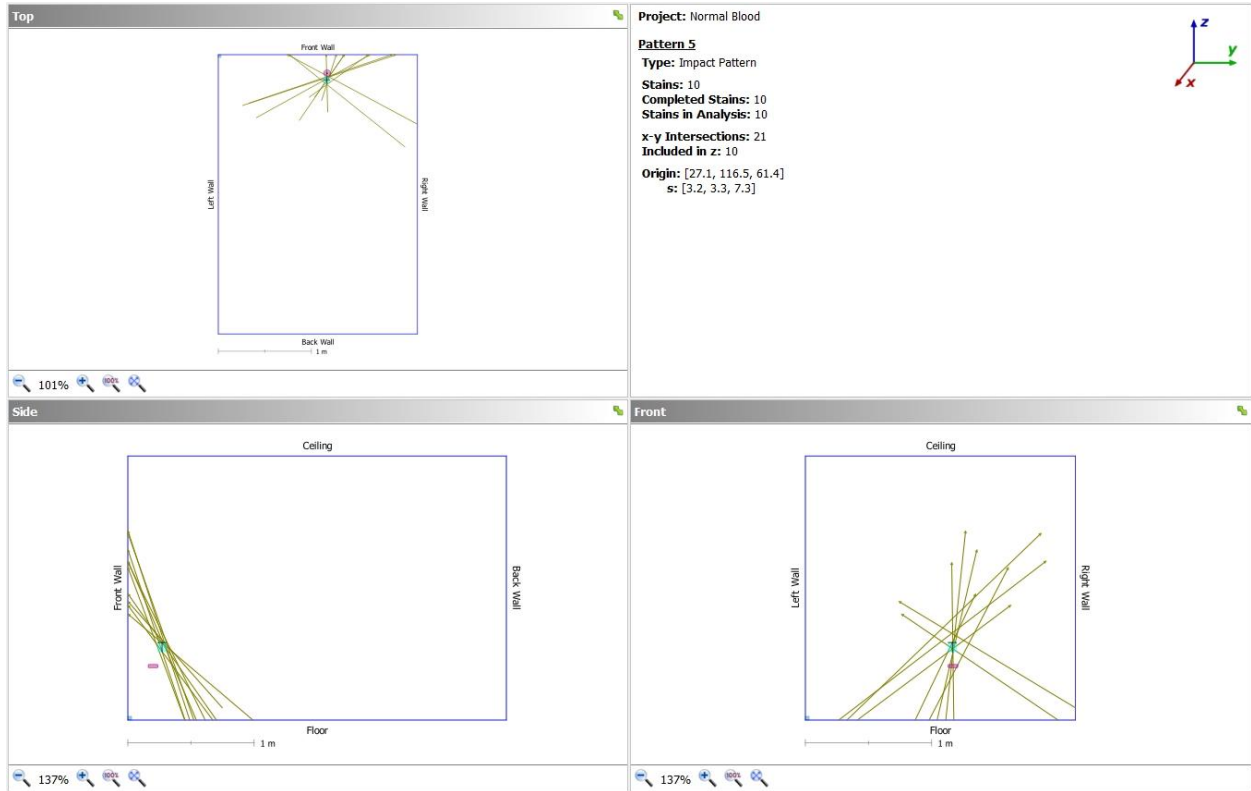 Top
Front Wall
Left Wall
Right Wall
Back Wall
1 m
101%
100%
Project: Normal Blood
Pattern 5
Type: Impact Pattern
Stains: 10
Completed Stains: 10
Stains in Analysis: 10
x-y Intersections: 21
Included in z: 10
Origin: [27.1, 116.5, 61.4]
s: [3.2, 3.3, 7.3]
z
y
x
Side
Ceiling
Front Wall
Back Wall
Floor
1 m
137%
100%
Front
Ceiling
Left Wall
Right Wall
Floor
1 m
137%
100%